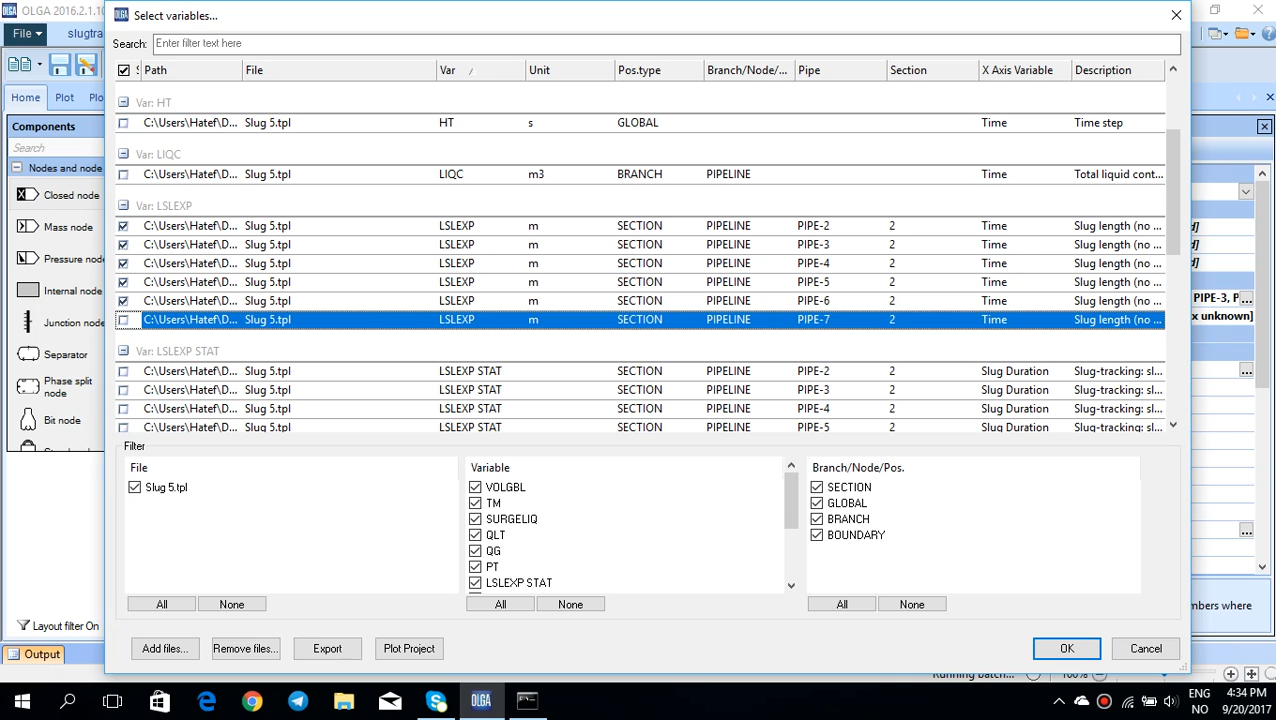 OLGA 2016.2.1.10
Select variables...
File
slugtra
Search:
Enter filter text here
Path
File
Var
Unit
Pos.type
Branch/Node/...
Pipe
Section
X Axis Variable
Description
Home
Plot
Var: HT
C:\Users\Hatef\D... Slug 5.tpl HT s GLOBAL Time Time step
Components
Search
Var: LIQC
Nodes and node
C:\Users\Hatef\D... Slug 5.tpl LIQC m3 BRANCH PIPELINE Time Total liquid cont...
Closed node
Var: LSLEXP
Mass node
C:\Users\Hatef\D... Slug 5.tpl LSLEXP m SECTION PIPELINE PIPE-2 2 Time Slug length (no ...
C:\Users\Hatef\D... Slug 5.tpl LSLEXP m SECTION PIPELINE PIPE-3 2 Time Slug length (no ...
Pressure node
C:\Users\Hatef\D... Slug 5.tpl LSLEXP m SECTION PIPELINE PIPE-4 2 Time Slug length (no ...
C:\Users\Hatef\D... Slug 5.tpl LSLEXP m SECTION PIPELINE PIPE-5 2 Time Slug length (no ...
Internal node
C:\Users\Hatef\D... Slug 5.tpl LSLEXP m SECTION PIPELINE PIPE-6 2 Time Slug length (no ...
PIPE-3, P
C:\Users\Hatef\D... Slug 5.tpl LSLEXP m SECTION PIPELINE PIPE-7 2 Time Slug length (no ...
x unknown]
Junction node
Var: LSLEXP STAT
Separator
C:\Users\Hatef\D... Slug 5.tpl LSLEXP STAT SECTION PIPELINE PIPE-2 2 Slug Duration Slug-tracking: sl...
Phase split
node
C:\Users\Hatef\D... Slug 5.tpl LSLEXP STAT SECTION PIPELINE PIPE-3 2 Slug Duration Slug-tracking: sl...
C:\Users\Hatef\D... Slug 5.tpl LSLEXP STAT SECTION PIPELINE PIPE-4 2 Slug Duration Slug-tracking: sl...
Bit node
C:\Users\Hatef\D... Slug 5.tpl LSLEXP STAT SECTION PIPELINE PIPE-5 2 Slug Duration Slug-tracking: sl...
Filter
File
Variable
Branch/Node/Pos.
Slug 5.tpl
VOLGBL
SECTION
TM
GLOBAL
SURGELIQ
BRANCH
QLT
BOUNDARY
QG
PT
LSLEXP STAT
All
None
All
None
All
None
mbers where
Layout filter On
Add files...
Remove files...
Export
Plot Project
OK
Cancel
Output
Running batch...
100%
ENG
:34 PM
NO
9/20/2017